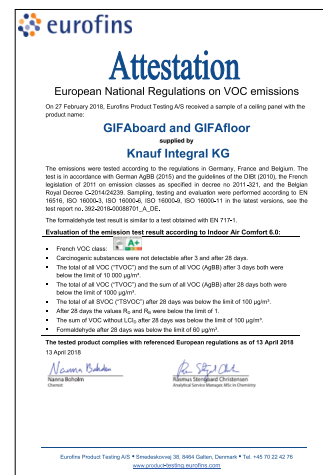 eurofins
Attestation
European National Regulations on VOC emissions
On 27 February 2018, Eurofins Product Testing A/S received a sample of a ceiling panel with the
product name:
GIFAboard and GIFAfloor
supplied by
Knauf Integral KG
The emissions were tested according to the regulations in Germany, France and Belgium. The
test is in accordance with German AgBB (2015) and the guidelines of the DIBt (2010), the French
legislation of 2011 on emission classes as specified in decree no 2011-321, and the Belgian
Royal Decree C-2014/24239. Sampling, testing and evaluation were performed according to EN
16516, ISO 16000-3, ISO 16000-6, ISO 16000-9, ISO 16000-11 in the latest versions, see the
test report no. 392-2018-00088701_A_DE.
The formaldehyde test result is similar to a test obtained with EN 717-1.
Evaluation of the emission test result according to Indoor Air Comfort 6.0:
• French VOC class: A+
• Carcinogenic substances were not detectable after 3 and after 28 days.
• The total of all VOC ("TVOC") and the sum of all VOC (AgBB) after 3 days both were
below the limit of 10 000 µg/m³.
• The total of all VOC ("TVOC") and the sum of all VOC (AgBB) after 28 days both were
below the limit of 1000 µg/m³.
• The total of all SVOC ("TSVOC") after 28 days was below the limit of 100 µg/m³.
• After 28 days the values RD and RB were below the limit of 1.
• The sum of VOC without LCIs after 28 days was below the limit of 100 µg/m³.
• Formaldehyde after 28 days was below the limit of 60 µg/m³.
The tested product complies with referenced European regulations as of 13 April 2018
13 April 2018
Nanna Boholm
Chemist
Rasmus Stengaard Christensen
Analytical Service Manager, MSc in Chemistry
Eurofins Product Testing A/S • Smedeskovvej 38, 8464 Galten, Denmark • Tel. +45 70 22 42 76
www.product-testing.eurofins.com